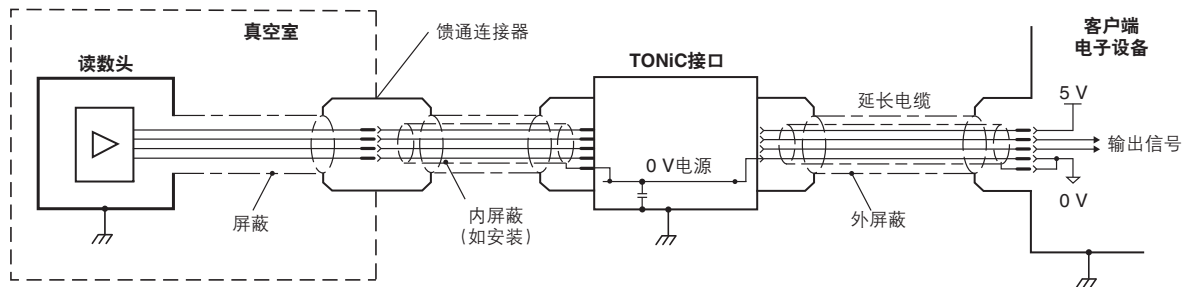 真空室
读数头
馈通连接器
TONiC接口
客户端
电子设备
延长电缆
5 V
输出信号
0 V电源
0 V
屏蔽
内屏蔽
(如安装)
外屏蔽